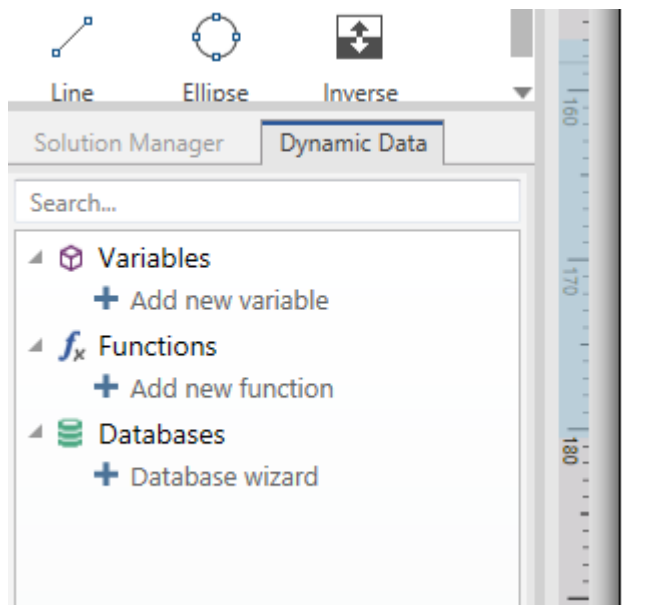 Line Ellipse Inverse
160
Solution Manager Dynamic Data
Search...
Variables
Add new variable
170
fx Functions
Add new function
Databases
180
Database wizard